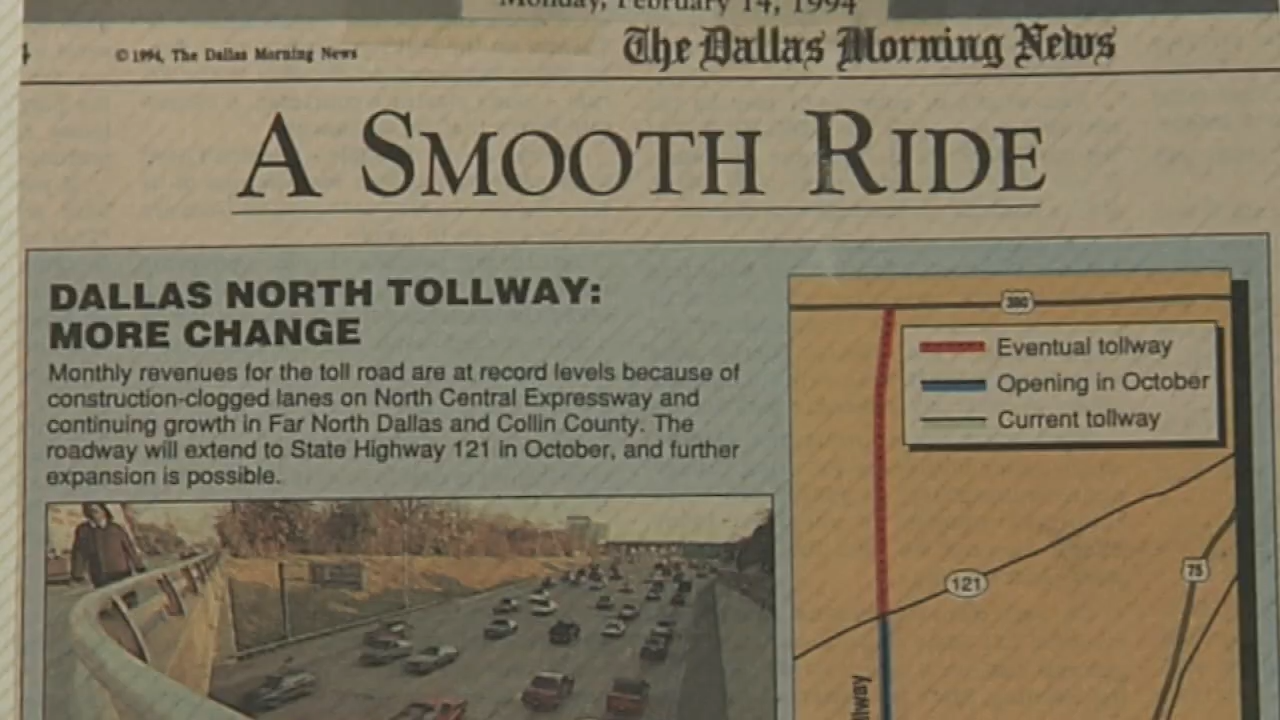 Monday, February 14, 1994
© 1994, The Dallas Morning News
The Dallas Morning News
A SMOOTH RIDE
DALLAS NORTH TOLLWAY:
MORE CHANGE
Monthly revenues for the toll road are at record levels because of
construction-clogged lanes on North Central Expressway and
continuing growth in Far North Dallas and Collin County. The
roadway will extend to State Highway 121 in October, and further
expansion is possible.
380
Eventual tollway
Opening in October
Current tollway
121
75